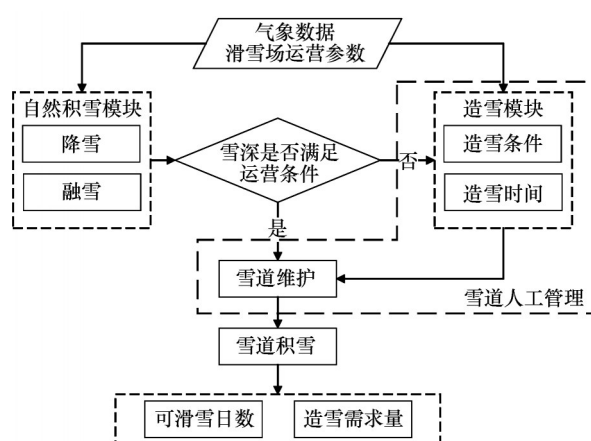 气象数据
滑雪场运营参数
自然积雪模块
降雪
融雪
雪深是否满足
运营条件
否
造雪模块
造雪条件
造雪时间
是
雪道维护
雪道人工管理
雪道积雪
可滑雪日数
造雪需求量